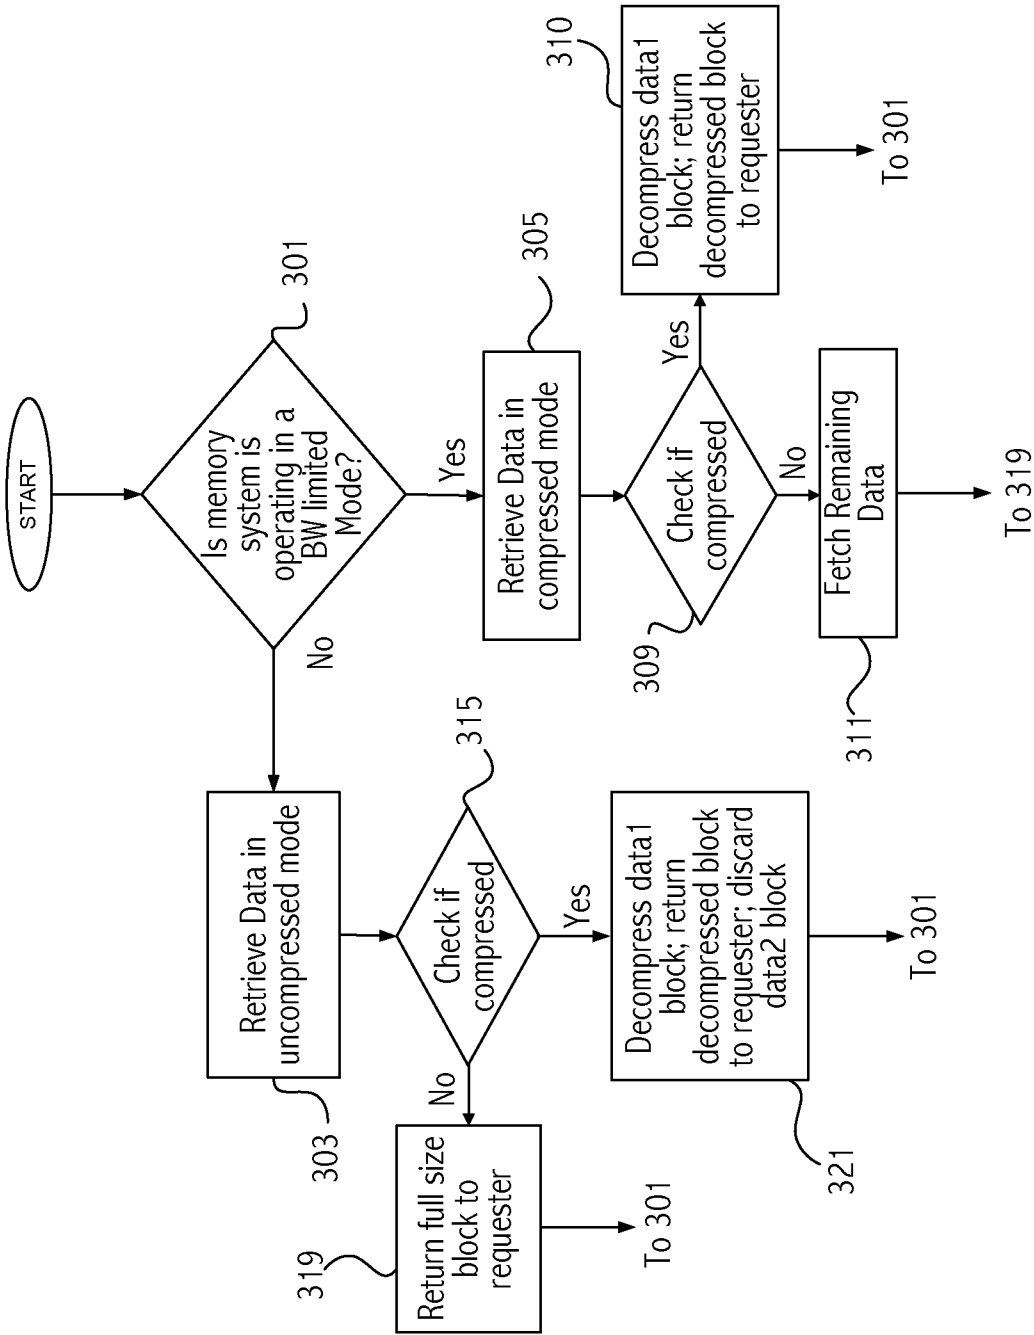 START
Is memory
system is
operating in a
BW limited
Mode?
301
No
Yes
Retrieve Data in
uncompressed mode
303
Retrieve Data in
compressed mode
305
Check if
compressed
315
No
Yes
Check if
compressed
309
Yes
No
Decompress data1
block; return
decompressed block
to requester
310
To 301
Return full size
block to
requester
319
To 301
Decompress data1
block; return
decompressed block
to requester; discard
data2 block
321
To 301
Fetch Remaining
Data
311
To 319